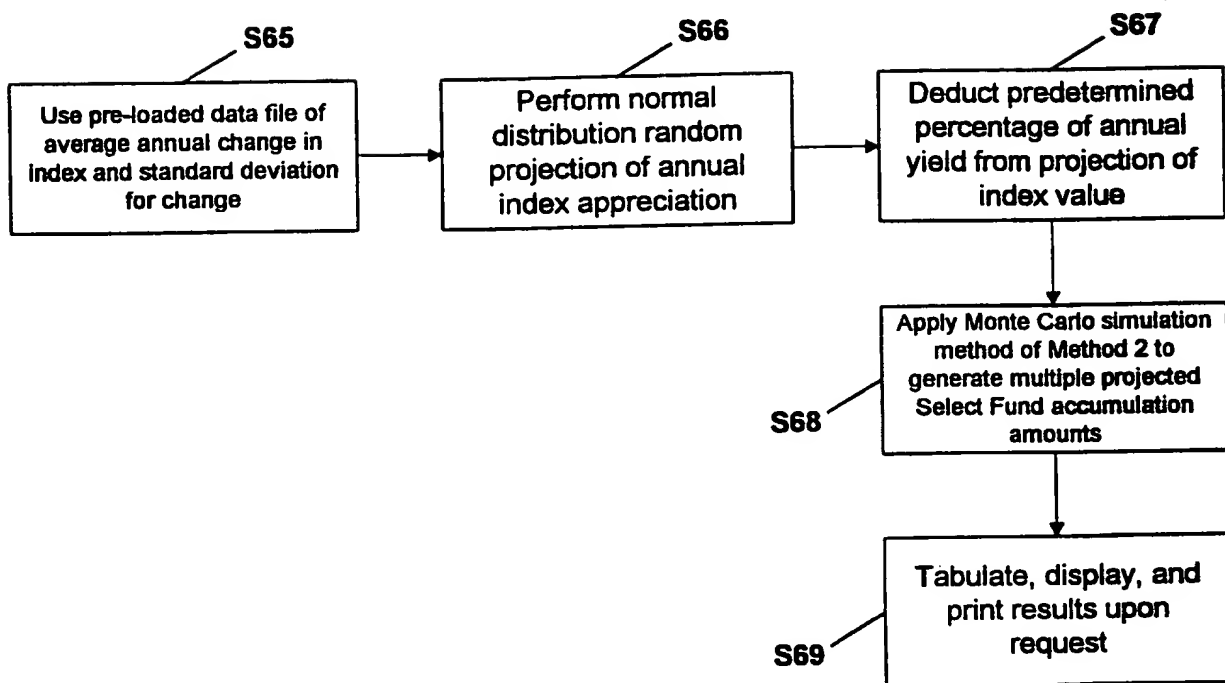 S65
Use pre-loaded data file of
average annual change in
index and standard deviation
for change
S66
Perform normal
distribution random
projection of annual
index appreciation
S67
Deduct predetermined
percentage of annual
yield from projection of
index value
Apply Monte Carlo simulation
method of Method 2 to
generate multiple projected
Select Fund accumulation
amounts
S68
Tabulate, display, and
print results upon
request
S69